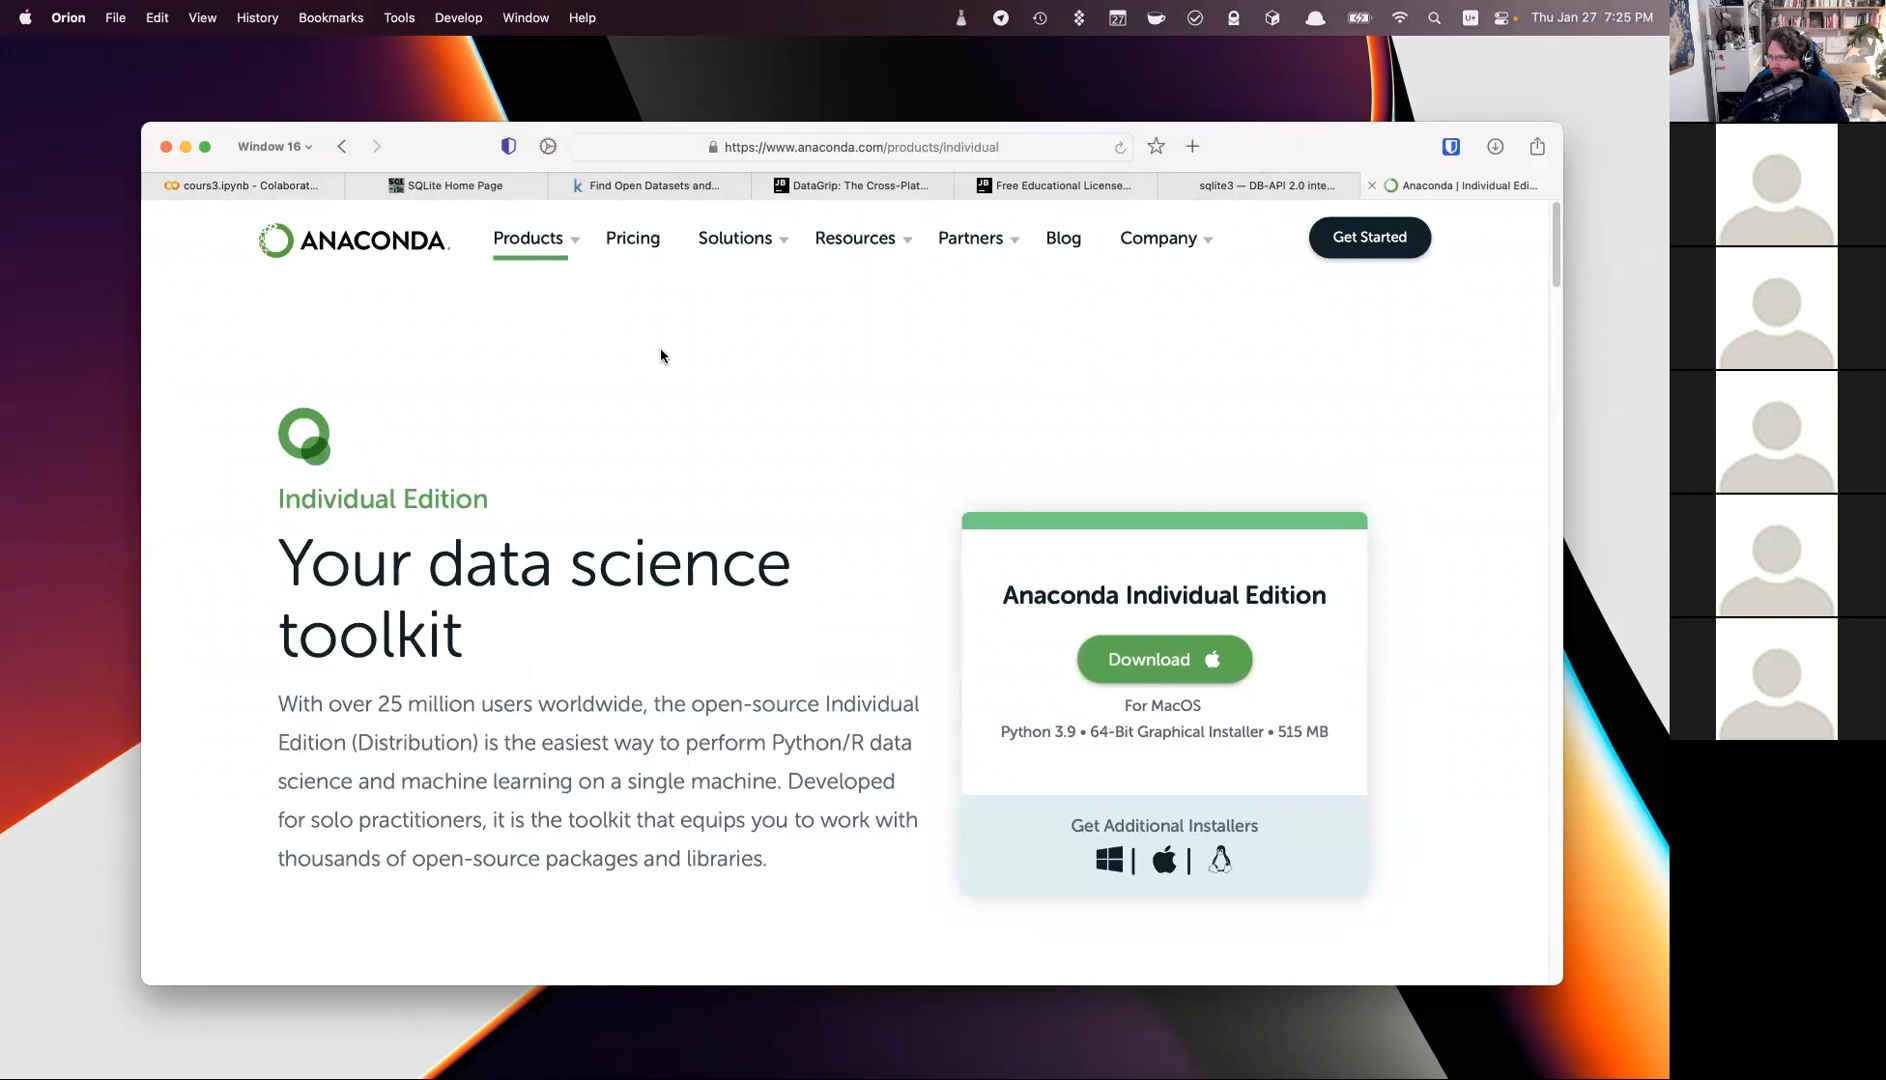 Orion File Edit View History Bookmarks Tools Develop Window Help 27 U+ Thu Jan 27 7:25 PM
Window 16 https://www.anaconda.com/products/individual
cours3.ipynb - Colaborat... SQLite Home Page Find Open Datasets and... DataGrip: The Cross-Plat... Free Educational License... sqlite3 — DB-API 2.0 inte... Anaconda | Individual Edi...
ANACONDA. Products Pricing Solutions Resources Partners Blog Company Get Started
Individual Edition
Your data science
toolkit
With over 25 million users worldwide, the open-source Individual
Edition (Distribution) is the easiest way to perform Python/R data
science and machine learning on a single machine. Developed
for solo practitioners, it is the toolkit that equips you to work with
thousands of open-source packages and libraries.
Anaconda Individual Edition
Download
For MacOS
Python 3.9 • 64-Bit Graphical Installer • 515 MB
Get Additional Installers